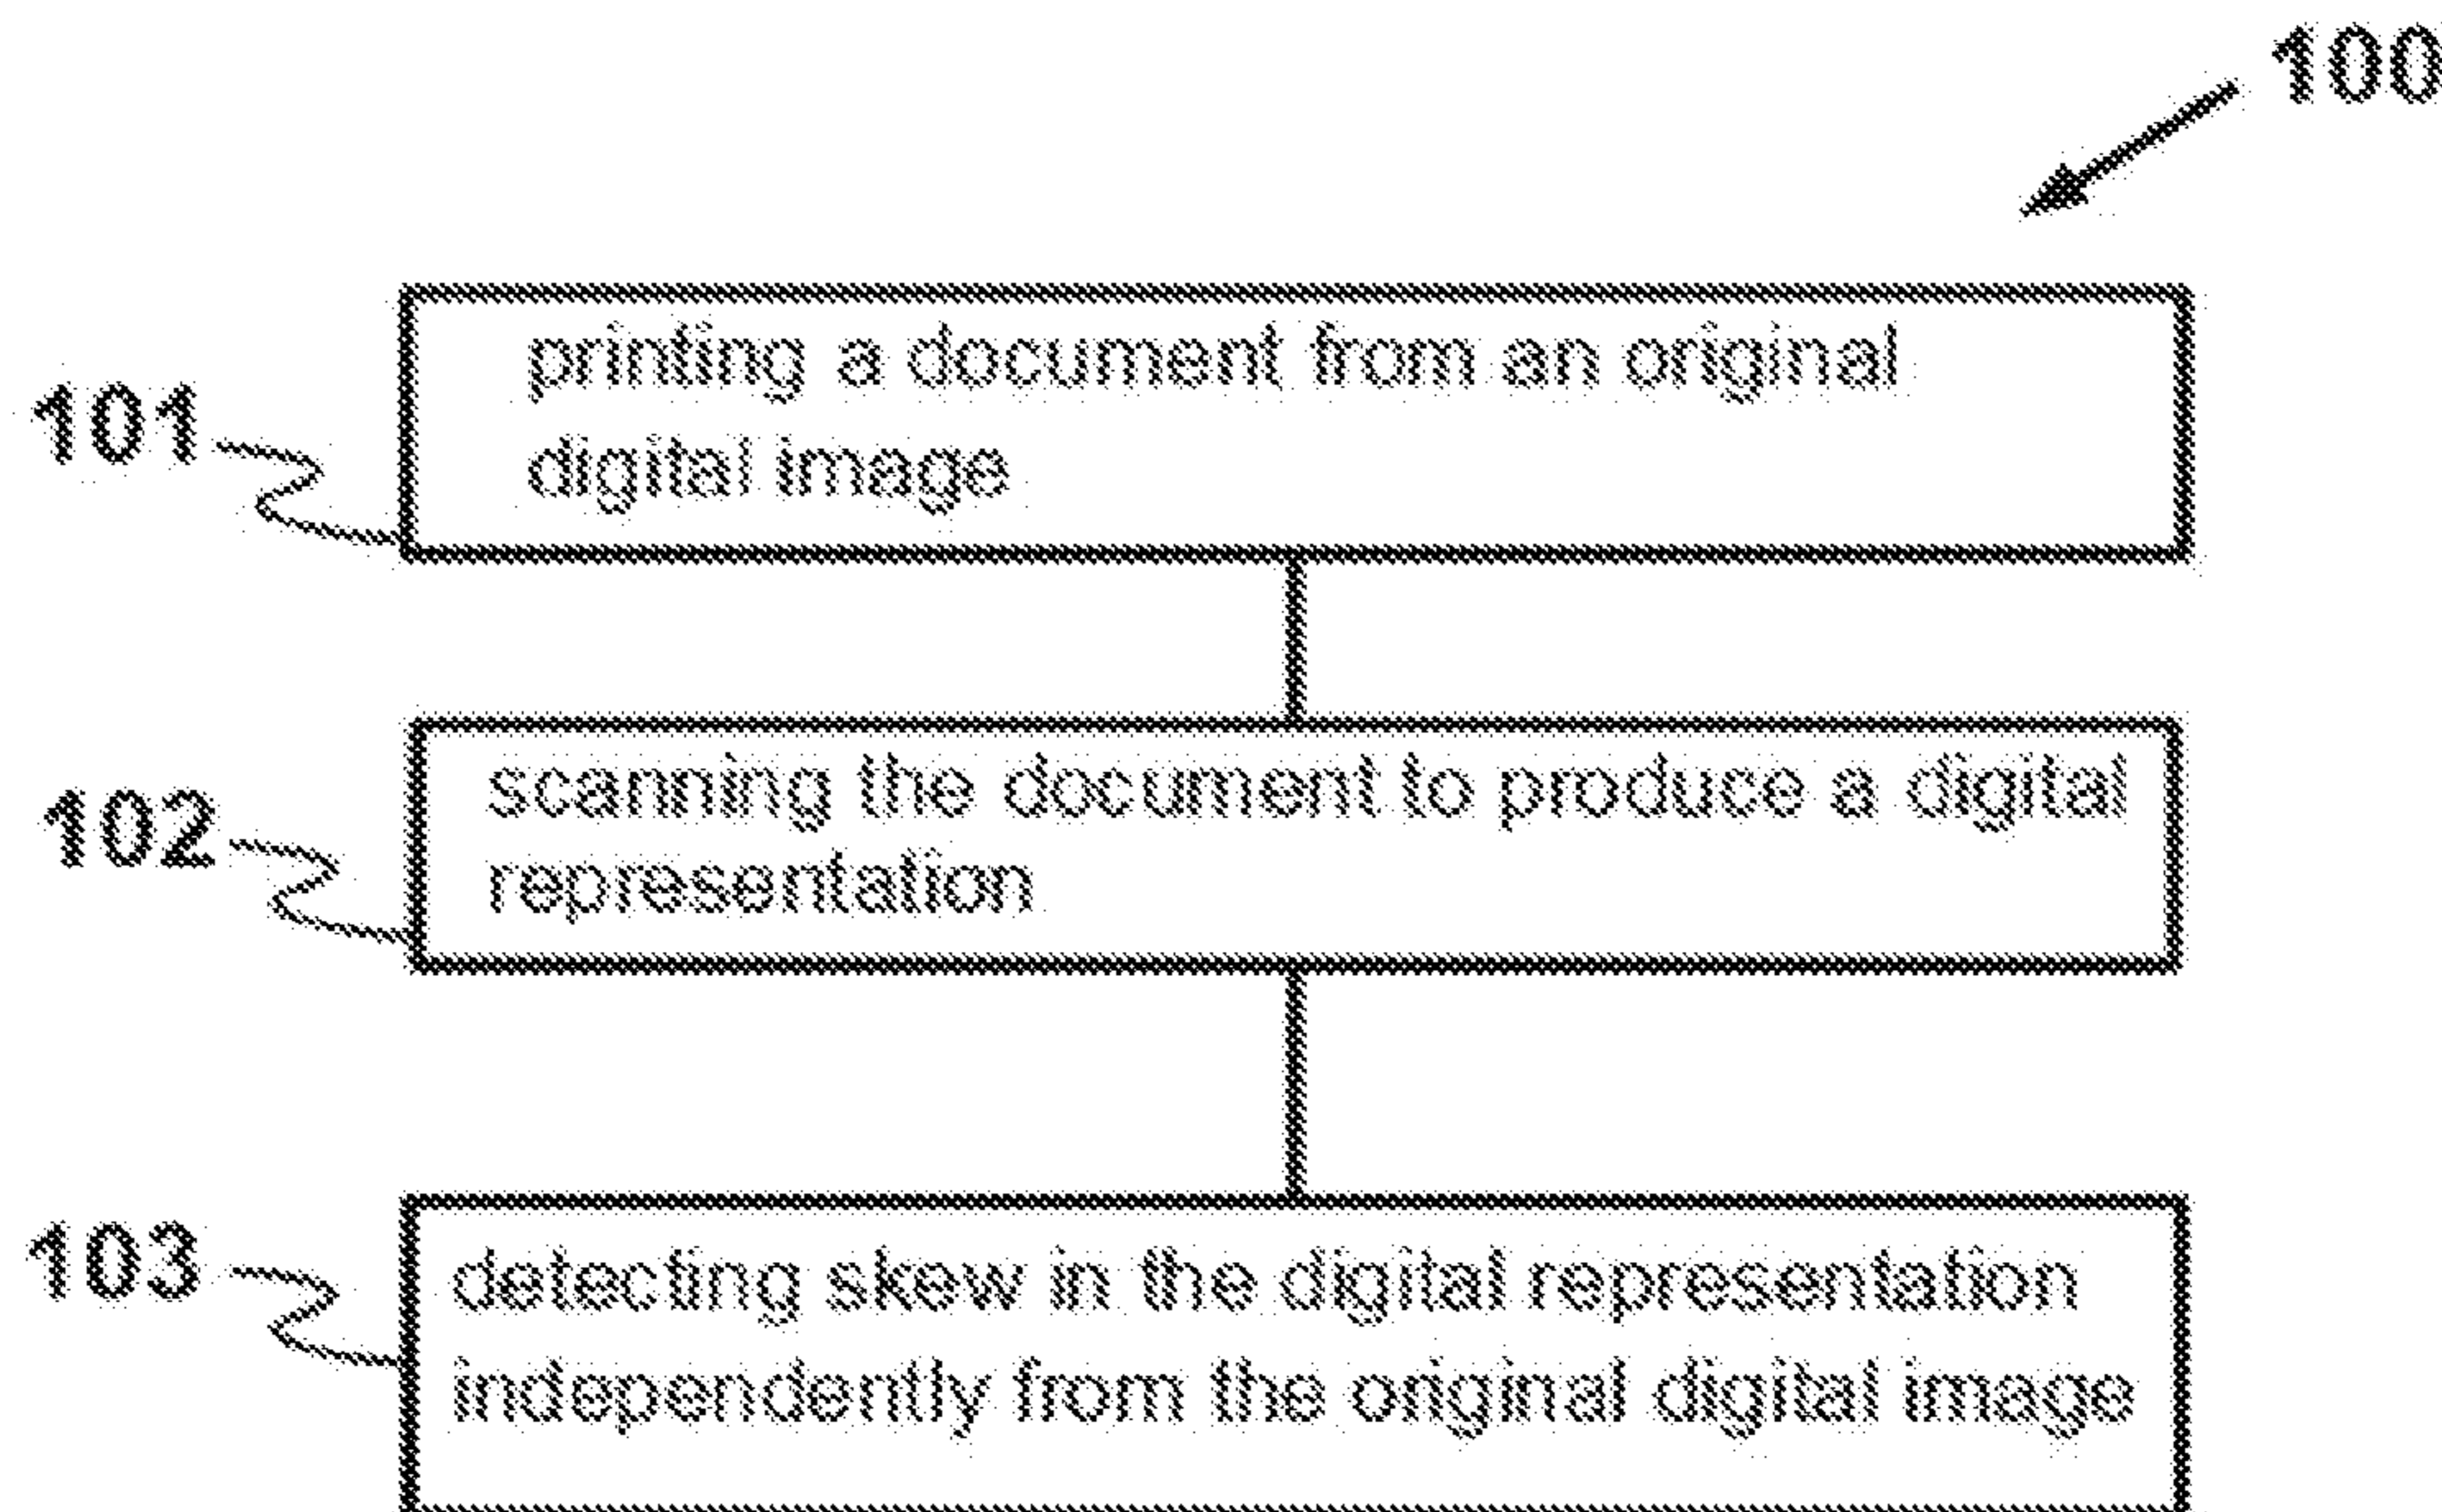 100
101
printing a document from an original
digital image
102
scanning the document to produce a digital
representation
103
detecting skew in the digital representation
independently from the original digital image